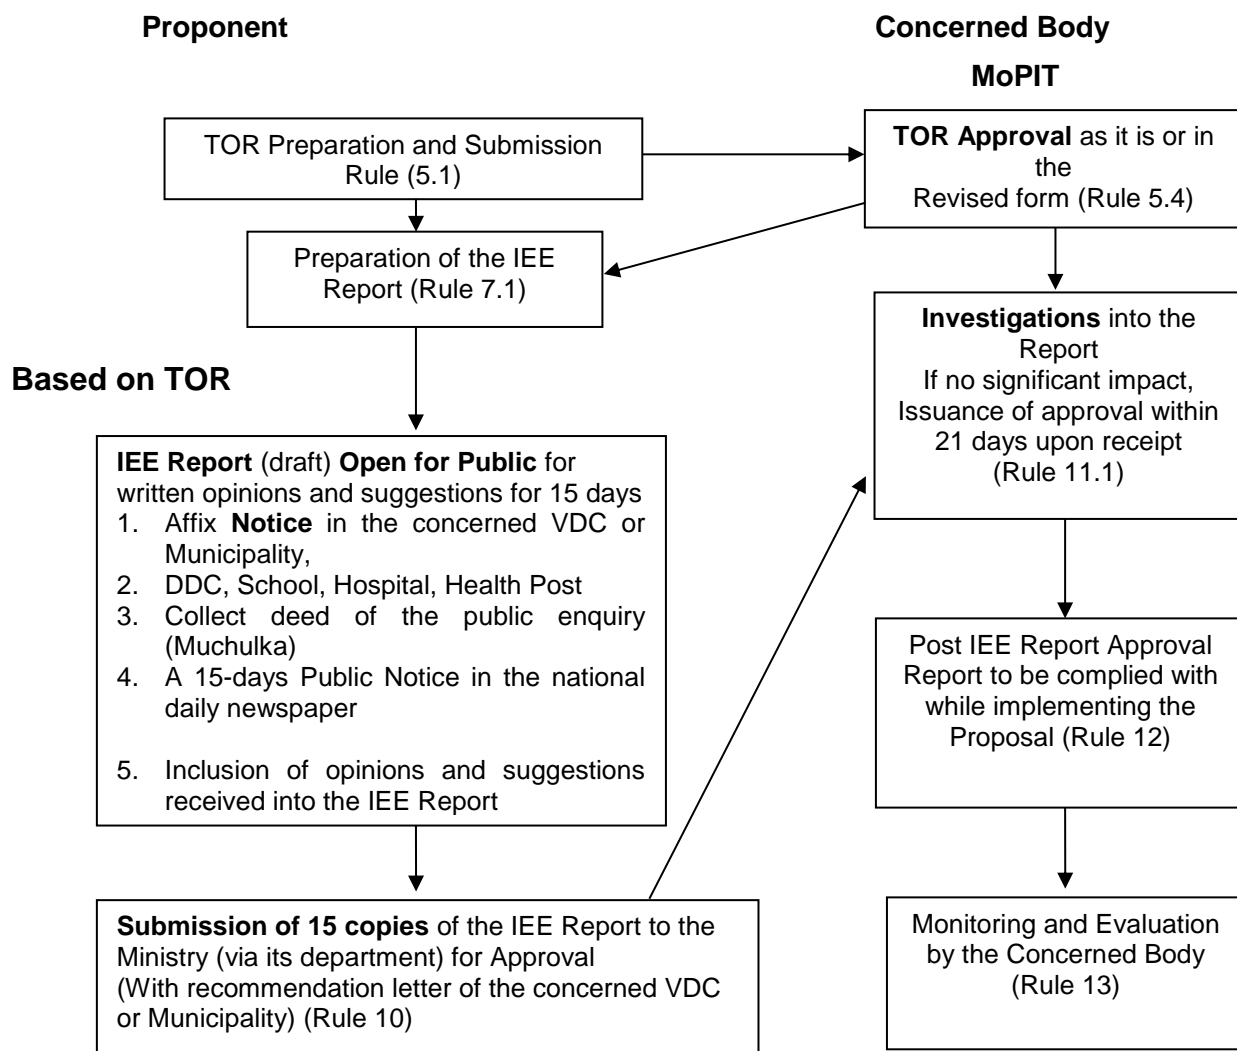 Proponent
Concerned Body
MoPIT
TOR Preparation and Submission
Rule (5.1)
TOR Approval as it is or in
the
Revised form (Rule 5.4)
Preparation of the IEE
Report (Rule 7.1)
Investigations into the
Report
If no significant impact,
Issuance of approval within
21 days upon receipt
(Rule 11.1)
Based on TOR
IEE Report (draft) Open for Public for
written opinions and suggestions for 15 days
1. Affix Notice in the concerned VDC or
Municipality,
2. DDC, School, Hospital, Health Post
3. Collect deed of the public enquiry
(Muchulka)
4. A 15-days Public Notice in the national
daily newspaper
5. Inclusion of opinions and suggestions
received into the IEE Report
Post IEE Report Approval
Report to be complied with
while implementing the
Proposal (Rule 12)
Submission of 15 copies of the IEE Report to the
Ministry (via its department) for Approval
(With recommendation letter of the concerned VDC
or Municipality) (Rule 10)
Monitoring and Evaluation
by the Concerned Body
(Rule 13)